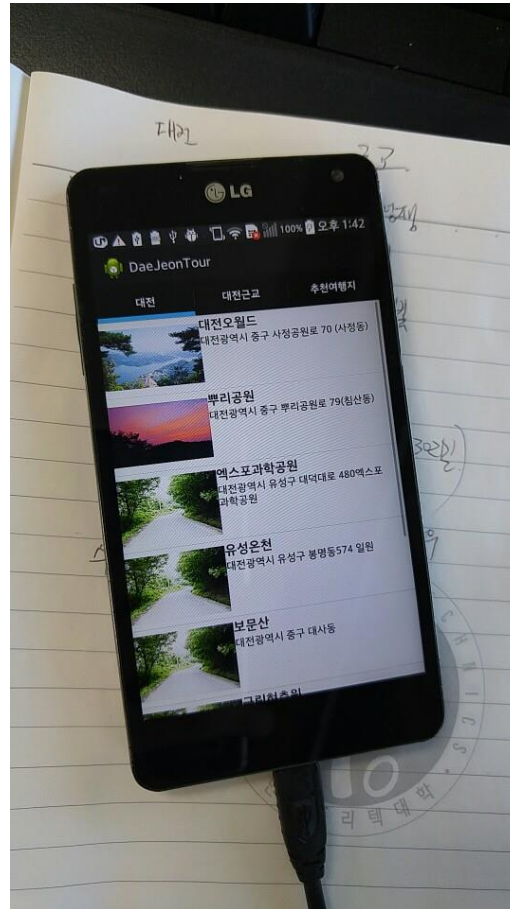 대전
LG
100% 오후 1:42
DaeJeonTour
대전 대전근교 추천여행지
대전오월드
대전광역시 중구 사정공원로 70 (사정동)
뿌리공원
대전광역시 중구 뿌리공원로 79(침산동)
엑스포과학공원
대전광역시 유성구 대덕대로 480엑스포
과학공원
유성온천
대전광역시 유성구 봉명동574 일원
보문산
대전광역시 중구 대사동
리텍대학